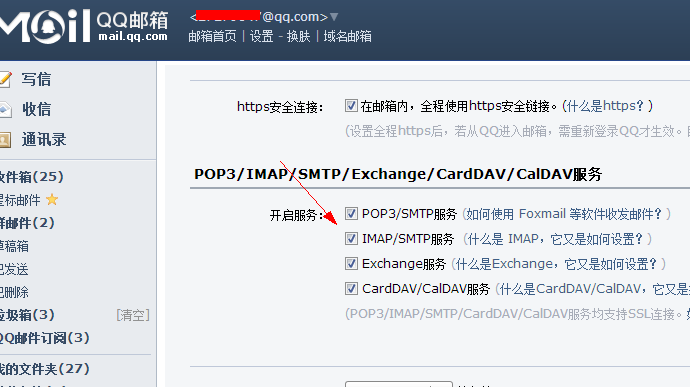 Mail QQ邮箱
mail.qq.com
@qq.com>
邮箱首页 | 设置 - 换肤 | 域名邮箱
写信
收信
通讯录
收件箱(25)
星标邮件
群邮件(2)
草稿箱
已发送
已删除
垃圾箱(3) [清空]
QQ邮件订阅(3)
我的文件夹(27)
https安全连接: 在邮箱内，全程使用https安全链接。(什么是https？)
(设置全程https后，若从QQ进入邮箱，需重新登录QQ才生效。
POP3/IMAP/SMTP/Exchange/CardDAV/CalDAV服务
开启服务: POP3/SMTP服务 (如何使用 Foxmail 等软件收发邮件？)
IMAP/SMTP服务 (什么是 IMAP，它又是如何设置？)
Exchange服务 (什么是Exchange，它又是如何设置？)
CardDAV/CalDAV服务 (什么是CardDAV/CalDAV，它又是
(POP3/IMAP/SMTP/CardDAV/CalDAV服务均支持SSL连接。